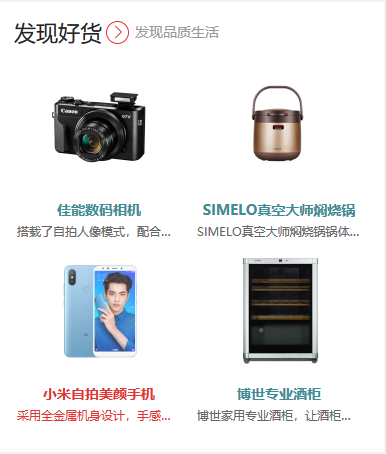 发现好货 发现品质生活
Canon
G7X
佳能数码相机
SIMELO真空大师焖烧锅
搭载了自拍人像模式，配合...
SIMELO真空大师焖烧锅锅体...
小米自拍美颜手机
博世专业酒柜
采用全金属机身设计，手感...
博世家用专业酒柜，让酒柜...